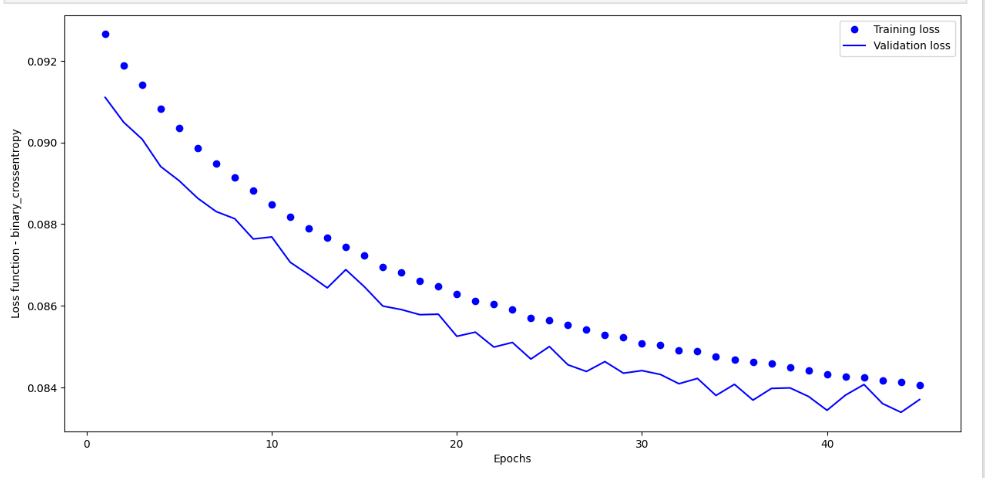 Training loss
Validation loss
0.092
0.090
0.088
0.086
0.084
Loss function - binary_crossentropy
0 10 20 30 40
Epochs